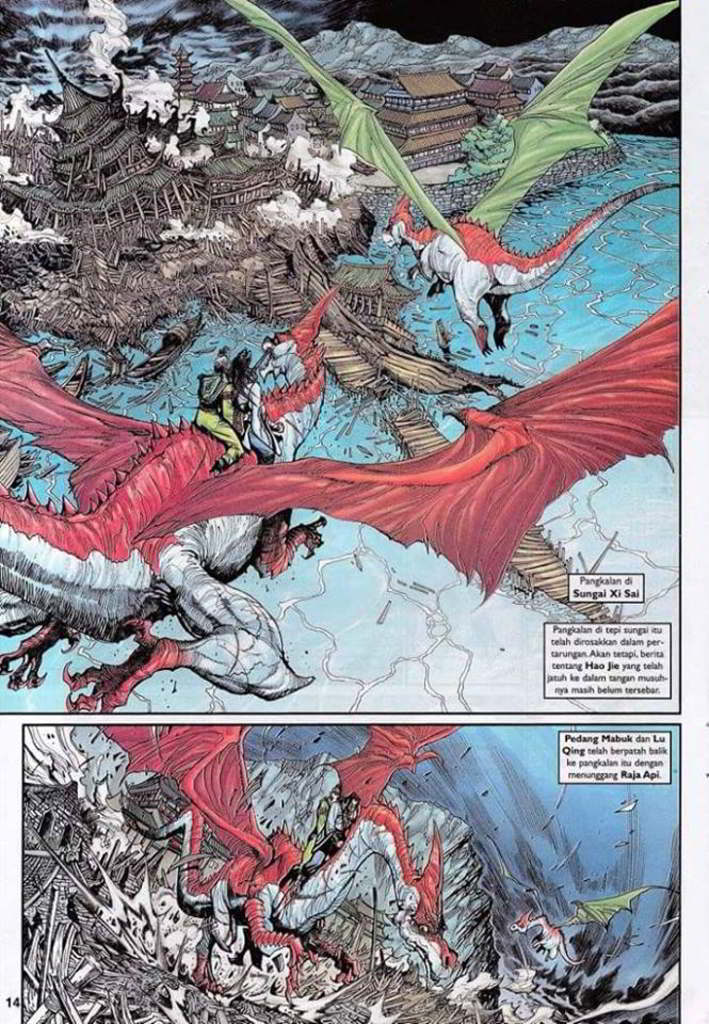 Pangkalan di
Sungai Xi Sai
Pangkalan di tepi sungai itu
telah dirosakkan dalam per-
tarungan. Akan tetapi, berita
tentang Hao Jie yang telah
jatuh ke dalam tangan musuh-
nya masih belum tersebar.
Pedang Mabuk dan Lu
Qing telah berpatah balik
ke pangkalan itu dengan
menunggang Raja Api.
14